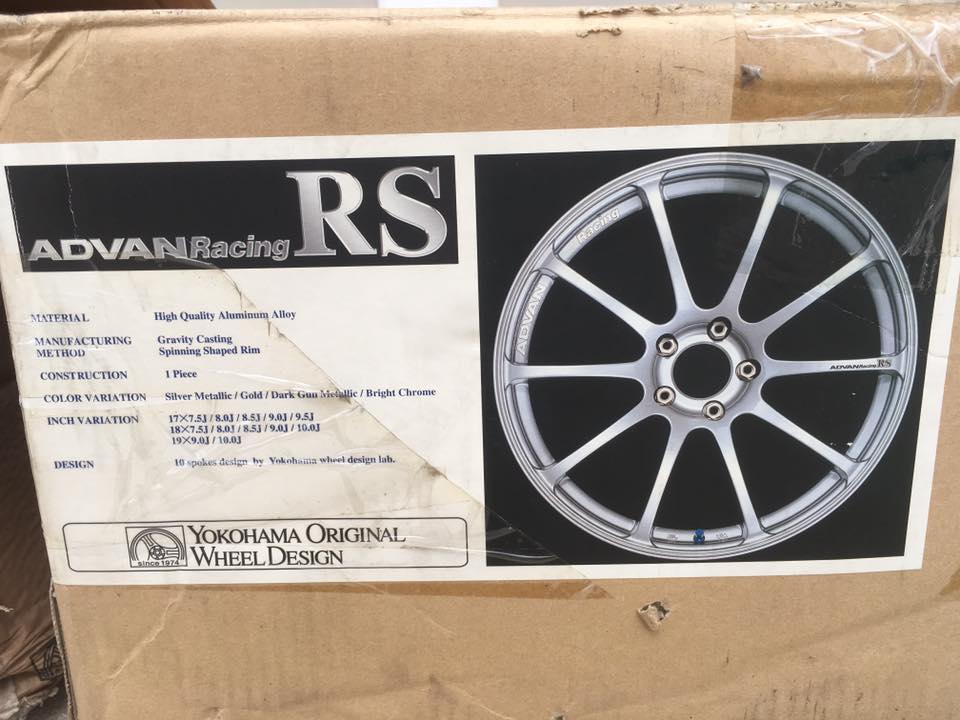 ADVAN Racing RS
MATERIAL High Quality Aluminum Alloy
MANUFACTURING METHOD Gravity Casting
Spinning Shaped Rim
CONSTRUCTION 1 Piece
COLOR VARIATION Silver Metallic / Gold / Dark Gun Metallic / Bright Chrome
INCH VARIATION 17×7.5J / 8.0J / 8.5J / 9.0J / 9.5J
18×7.5J / 8.0J / 8.5J / 9.0J / 10.0J
19×9.0J / 10.0J
DESIGN 10 spokes design by Yokohama wheel design lab.
since 1974
YOKOHAMA ORIGINAL
WHEEL DESIGN
Racing
ADVAN
ADVAN Racing RS